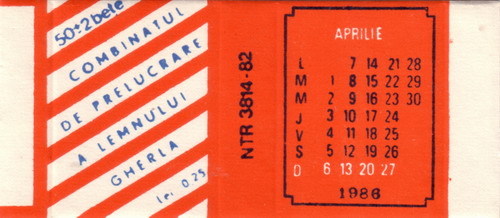 50±2 bețe
COMBINATUL
DE PRELUCRARE
A LEMNULUI
GHERLA
lei 0.25
NTR 3814-82
APRILIE
L 7 14 21 28
M 1 8 15 22 29
M 2 9 16 23 30
J 3 10 17 24
V 4 11 18 25
S 5 12 19 26
D 6 13 20 27
1986